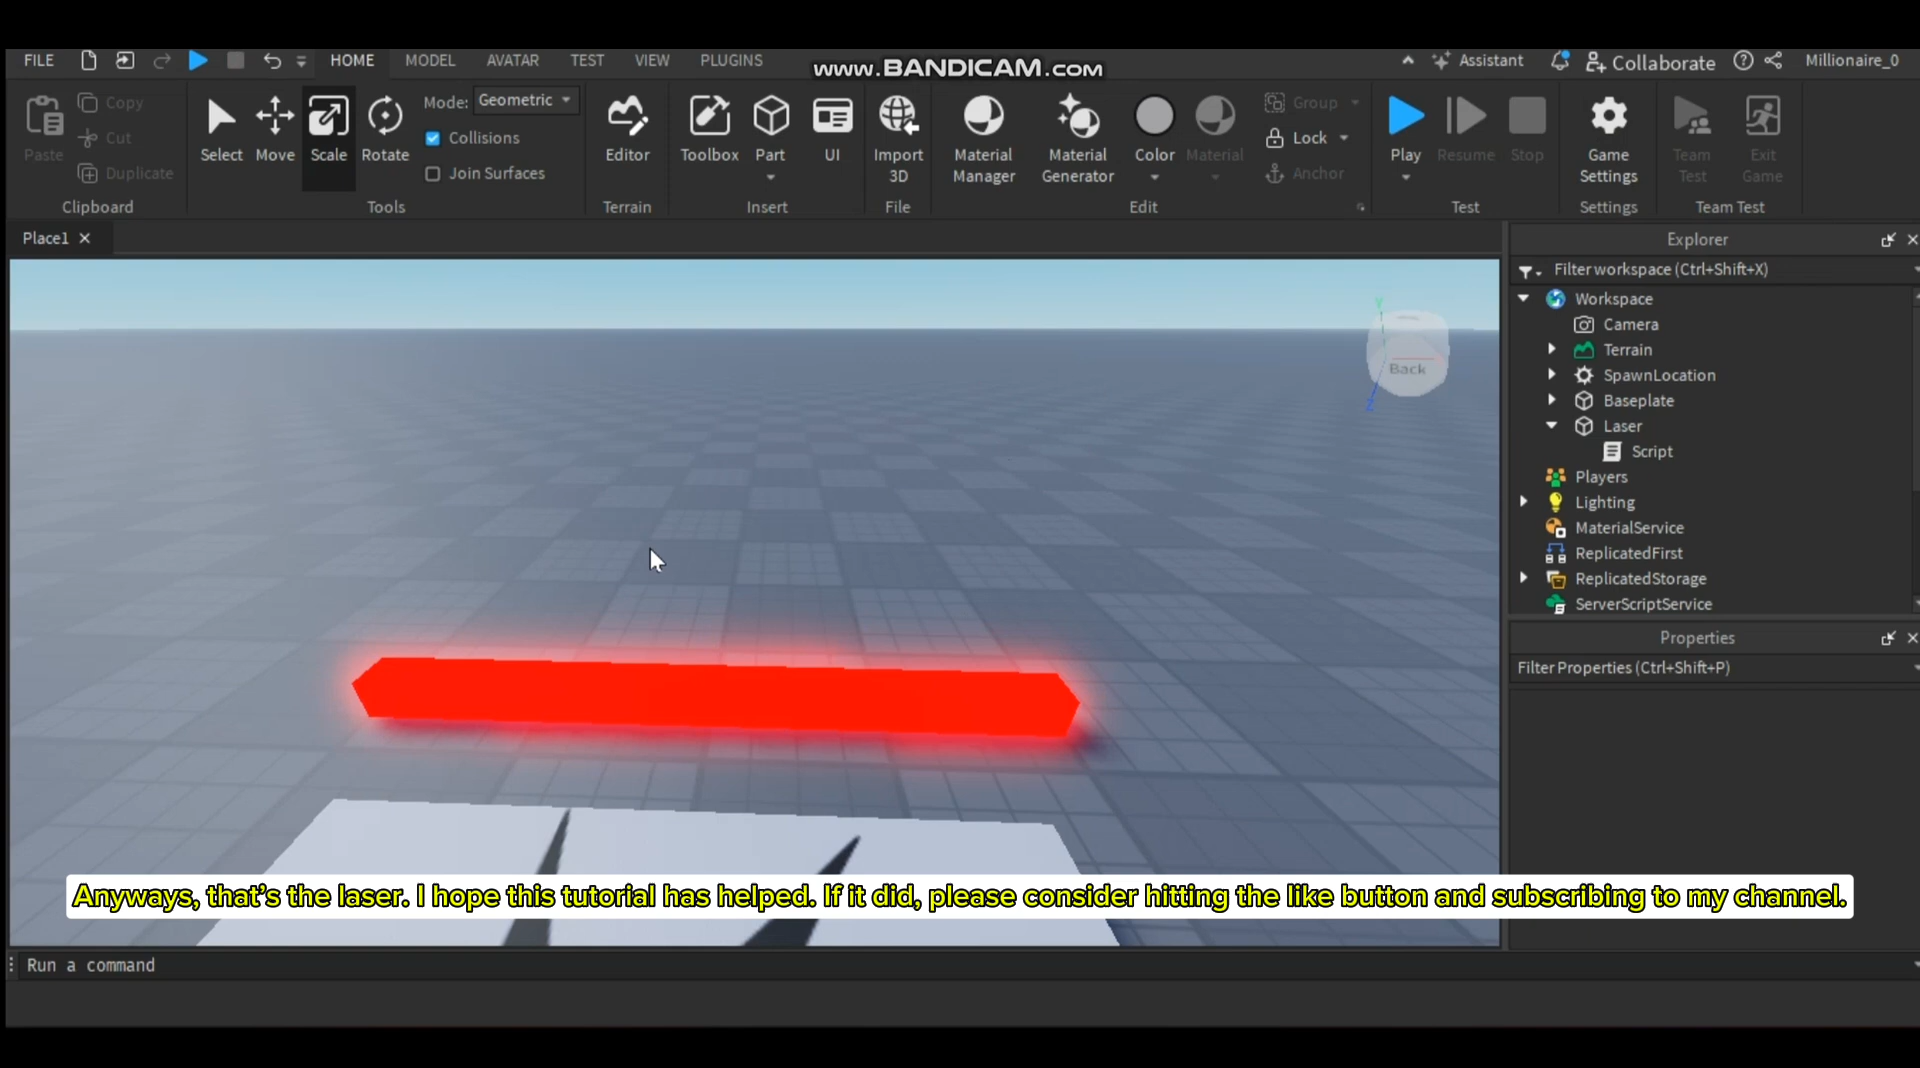 FILE HOME MODEL AVATAR TEST VIEW PLUGINS www.BANDICAM.com Assistant Collaborate Millionaire_0
Copy
Cut
Duplicate
Paste
Clipboard
Select Move Scale Rotate
Mode: Geometric
Collisions
Join Surfaces
Tools
Editor
Terrain
Toolbox Part UI
Insert
Import
3D
File
Material
Manager
Material
Generator
Color Material
Group
Lock
Anchor
Edit
Play Resume Stop
Test
Game
Settings
Settings
Team
Test
Exit
Game
Team Test
Place1
Back
Y
Z
Explorer
Filter workspace (Ctrl+Shift+X)
Workspace
Camera
Terrain
SpawnLocation
Baseplate
Laser
Script
Players
Lighting
MaterialService
ReplicatedFirst
ReplicatedStorage
ServerScriptService
Properties
Filter Properties (Ctrl+Shift+P)
Anyways, that's the laser. I hope this tutorial has helped. If it did, please consider hitting the like button and subscribing to my channel.
Run a command